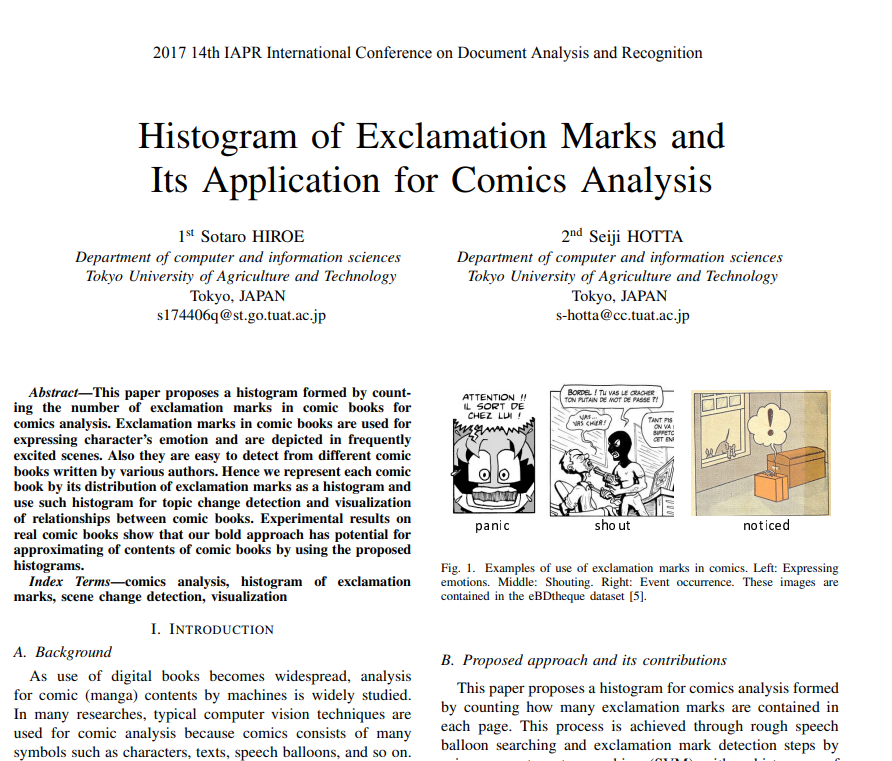 2017 14th IAPR International Conference on Document Analysis and Recognition
Histogram of Exclamation Marks and
Its Application for Comics Analysis
1st Sotaro HIROE
Department of computer and information sciences
Tokyo University of Agriculture and Technology
Tokyo, JAPAN
s174406q@st.go.tuat.ac.jp
2nd Seiji HOTTA
Department of computer and information sciences
Tokyo University of Agriculture and Technology
Tokyo, JAPAN
s-hotta@cc.tuat.ac.jp
Abstract—This paper proposes a histogram formed by count-
ing the number of exclamation marks in comic books for
comics analysis. Exclamation marks in comic books are used for
expressing character's emotion and are depicted in frequently
excited scenes. Also they are easy to detect from different comic
books written by various authors. Hence we represent each comic
book by its distribution of exclamation marks as a histogram and
use such histogram for topic change detection and visualization
of relationships between comic books. Experimental results on
real comic books show that our bold approach has potential for
approximating of contents of comic books by using the proposed
histograms.
Index Terms—comics analysis, histogram of exclamation
marks, scene change detection, visualization
I. INTRODUCTION
A. Background
As use of digital books becomes widespread, analysis
for comic (manga) contents by machines is widely studied.
In many researches, typical computer vision techniques are
used for comic analysis because comics consists of many
symbols such as characters, texts, speech balloons, and so on.
ATTENTION !!
IL SORT DE
CHEZ LUI !
BORDEL ! TU VAS LE CRACHER
TON PUTAIN DE MOT DE PASSE ?!
VAS...
VAS CHIER!
TANT PIS
ON VA
CET EN
!
panic
shout
noticed
Fig. 1. Examples of use of exclamation marks in comics. Left: Expressing
emotions. Middle: Shouting. Right: Event occurrence. These images are
contained in the eBDtheque dataset [5].
B. Proposed approach and its contributions
This paper proposes a histogram for comics analysis formed
by counting how many exclamation marks are contained in
each page. This process is achieved through rough speech
balloon searching and exclamation mark detection steps by